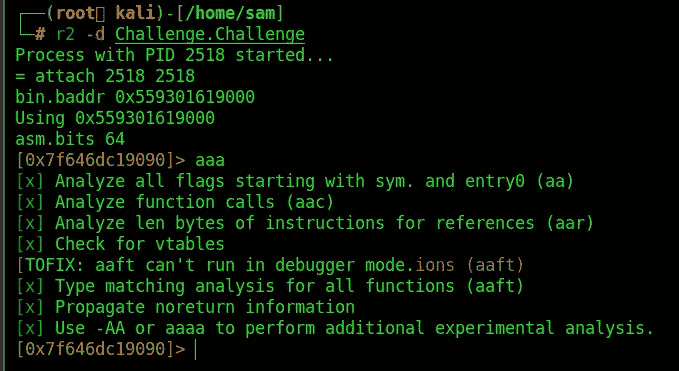 ┌──(root kali)-[/home/sam]
└─# r2 -d Challenge.Challenge
Process with PID 2518 started...
= attach 2518 2518
bin.baddr 0x559301619000
Using 0x559301619000
asm.bits 64
[0x7f646dc19090]> aaa
[x] Analyze all flags starting with sym. and entry0 (aa)
[x] Analyze function calls (aac)
[x] Analyze len bytes of instructions for references (aar)
[x] Check for vtables
[TOFIX: aaft can't run in debugger mode.ions (aaft)
[x] Type matching analysis for all functions (aaft)
[x] Propagate noreturn information
[x] Use -AA or aaaa to perform additional experimental analysis.
[0x7f646dc19090]>